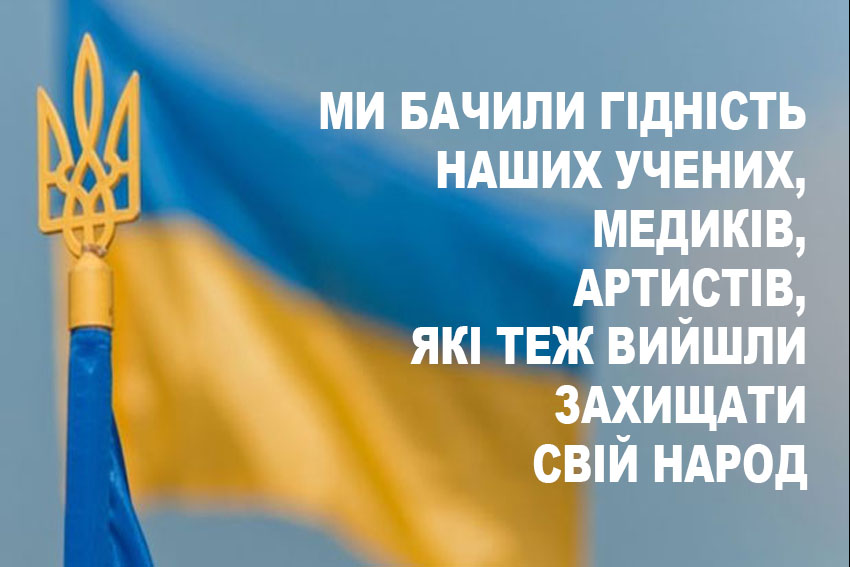 МИ БАЧИЛИ ГІДНІСТЬ
НАШИХ УЧЕНИХ,
МЕДИКІВ,
АРТИСТІВ,
ЯКІ ТЕЖ ВИЙШЛИ
ЗАХИЩАТИ
СВІЙ НАРОД